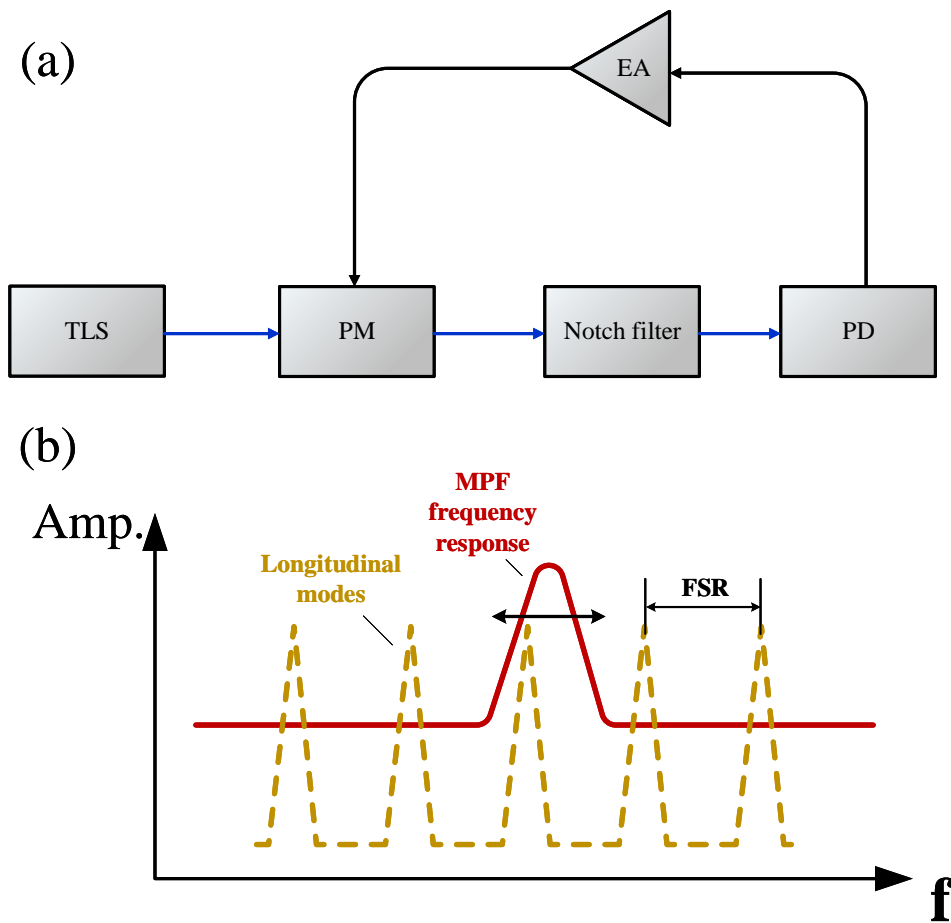 (a)
EA
TLS
PM
Notch filter
PD
(b)
MPF
frequency
response
Amp.
Longitudinal
modes
FSR
f